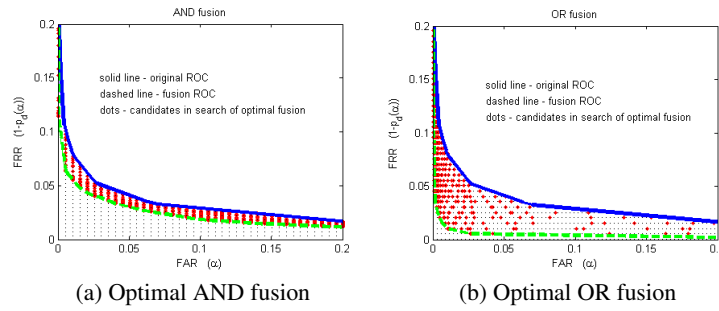 AND fusion
0.2
0.15
0.1
0.05
0
FRR (1-p_d(α))
solid line - original ROC
dashed line - fusion ROC
dots - candidates in search of optimal fusion
0
0.05
0.1
0.15
0.2
FAR (α)
(a) Optimal AND fusion
OR fusion
0.2
0.15
0.1
0.05
0
FRR (1-p_d(α))
solid line - original ROC
dashed line - fusion ROC
dots - candidates in search of optimal fusion
0
0.05
0.1
0.15
0.2
FAR (α)
(b) Optimal OR fusion